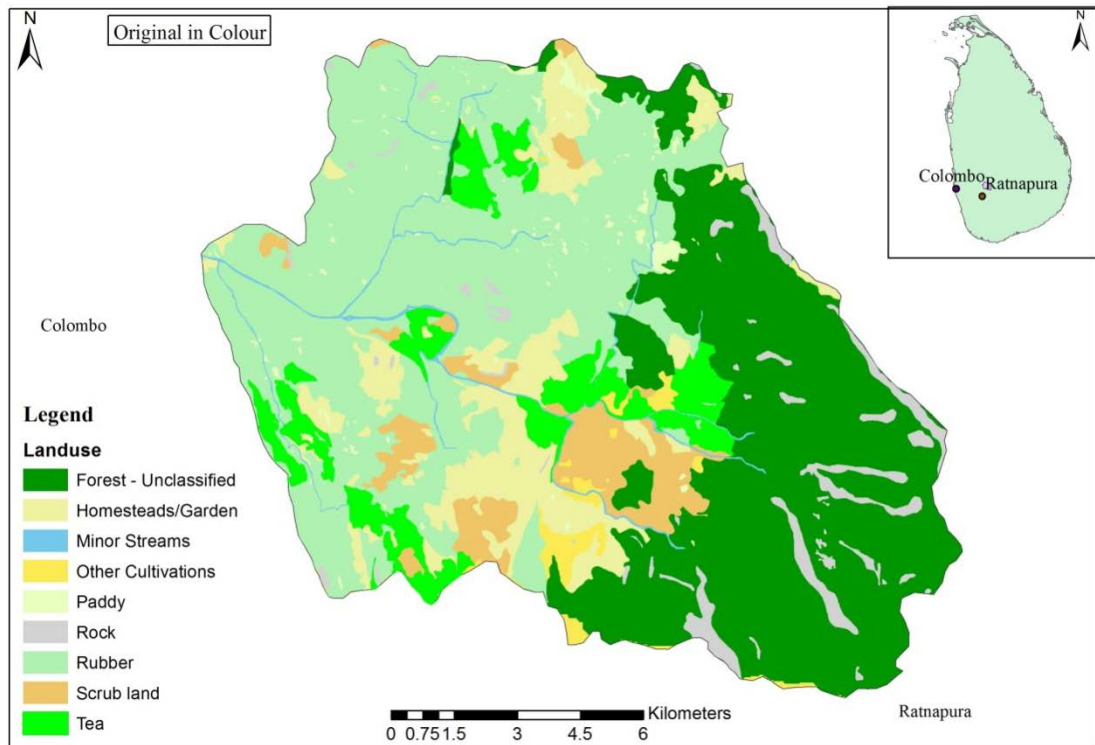 N
Original in Colour
N
Colombo
Ratnapura
Colombo
Legend
Landuse
Forest - Unclassified
Homesteads/Garden
Minor Streams
Other Cultivations
Paddy
Rock
Rubber
Scrub land
Tea
Kilometers
0 0.75 1.5 3 4.5 6
Ratnapura